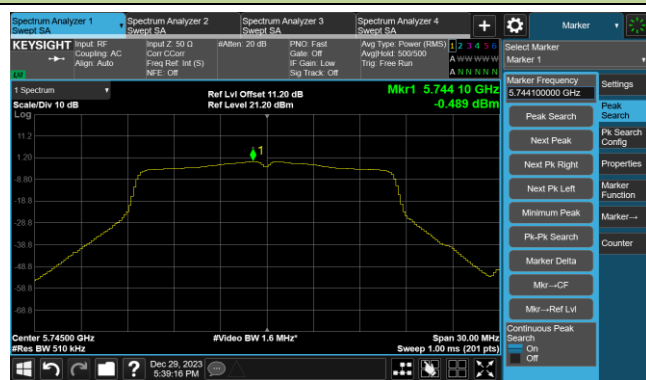 Spectrum Analyzer 1
Swept SA
Spectrum Analyzer 2
Swept SA
Spectrum Analyzer 3
Swept SA
Spectrum Analyzer 4
Swept SA
+
Marker
KEYSIGHT
Input: RF
Coupling: AC
Align: Auto
Input Z: 50 Ω
Corr CCorr
Freq Ref: Int (S)
NFE: Off
#Atten: 20 dB
PNO: Fast
Gate: Off
IF Gain: Low
Sig Track: Off
Avg Type: Power (RMS)
Avg|Hold: 500/500
Trig: Free Run
1 2 3 4 5 6
A W W W W W
A N N N N N
LXI
Select Marker
Marker 1
1 Spectrum
Scale/Div 10 dB
Log
Ref Lvl Offset 11.20 dB
Ref Level 21.20 dBm
Mkr1 5.744 10 GHz
-0.489 dBm
11.2
1.20
-8.80
-18.8
-28.8
-38.8
-48.8
-58.8
-68.8
1
Center 5.74500 GHz
#Res BW 510 kHz
#Video BW 1.6 MHz*
Span 30.00 MHz
Sweep 1.00 ms (201 pts)
Marker Frequency
5.744100000 GHz
Peak Search
Next Peak
Next Pk Right
Next Pk Left
Minimum Peak
Pk-Pk Search
Marker Delta
Mkr→CF
Mkr→Ref Lvl
Continuous Peak
Search
On
Off
Settings
Peak
Search
Pk Search
Config
Properties
Marker
Function
Marker→
Counter
?
Dec 29, 2023
5:39:16 PM